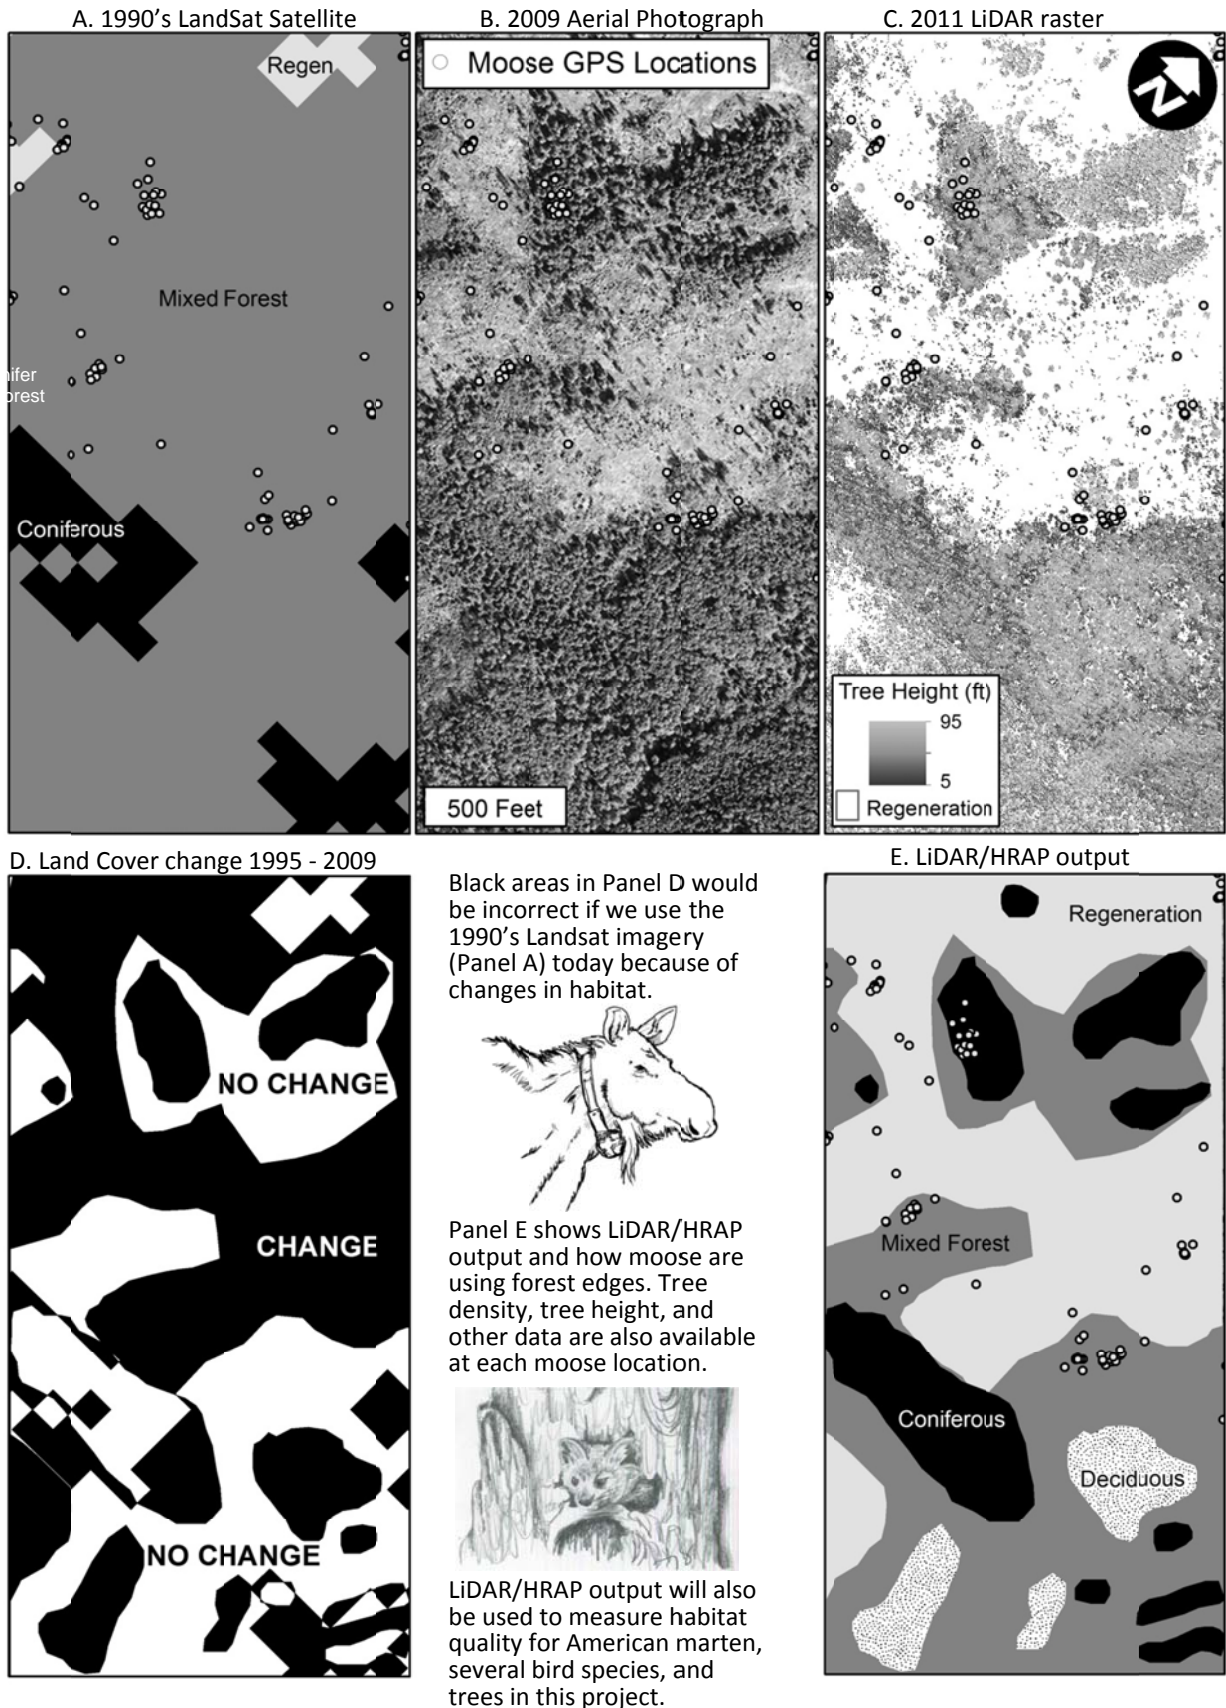 A. 1990's LandSat Satellite
B. 2009 Aerial Photograph
C. 2011 LiDAR raster
Regen
Mixed Forest
nifer
orest
Coniferous
Moose GPS Locations
500 Feet
N
Tree Height (ft)
95
5
Regeneration
D. Land Cover change 1995 - 2009
NO CHANGE
CHANGE
NO CHANGE
Black areas in Panel D would
be incorrect if we use the
1990's Landsat imagery
(Panel A) today because of
changes in habitat.
Panel E shows LiDAR/HRAP
output and how moose are
using forest edges. Tree
density, tree height, and
other data are also available
at each moose location.
LiDAR/HRAP output will also
be used to measure habitat
quality for American marten,
several bird species, and
trees in this project.
E. LiDAR/HRAP output
Regeneration
Mixed Forest
Coniferous
Deciduous